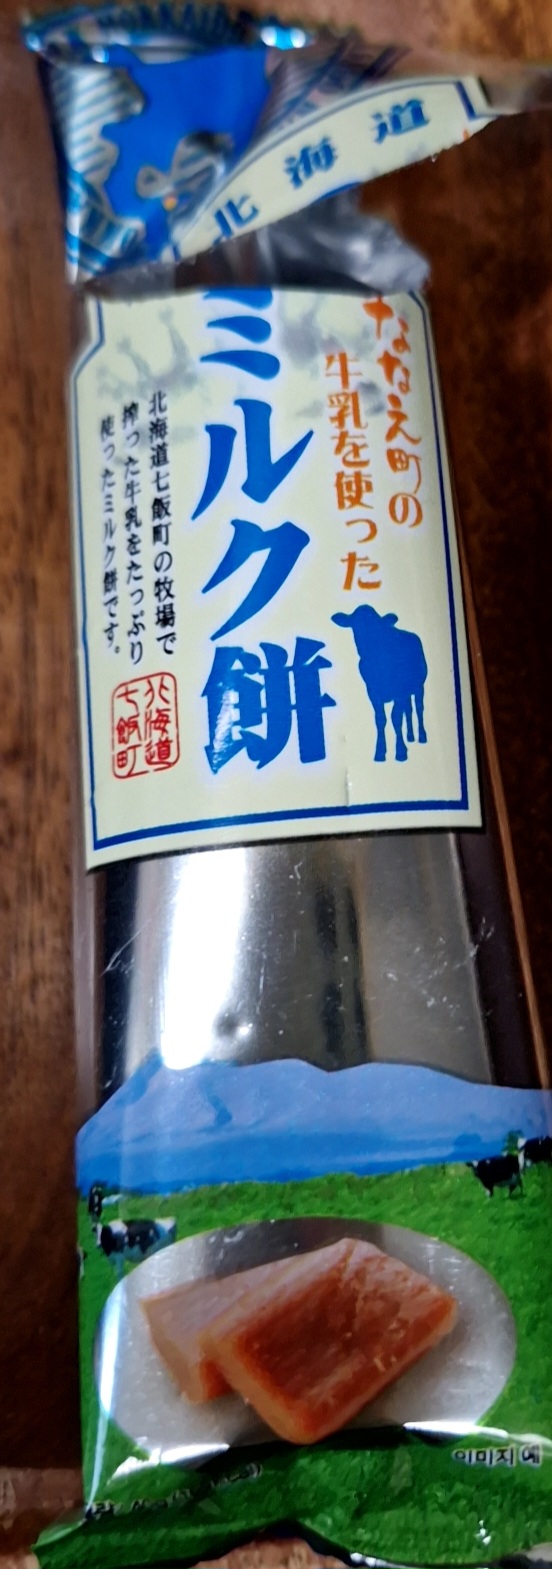 HOKKAIDO
北海道
ななえ町の
牛乳を使った
ミルク餅
北海道七飯町の牧場で
搾った牛乳をたっぷり
使ったミルク餅です。
北海道
七飯町
이미지 예